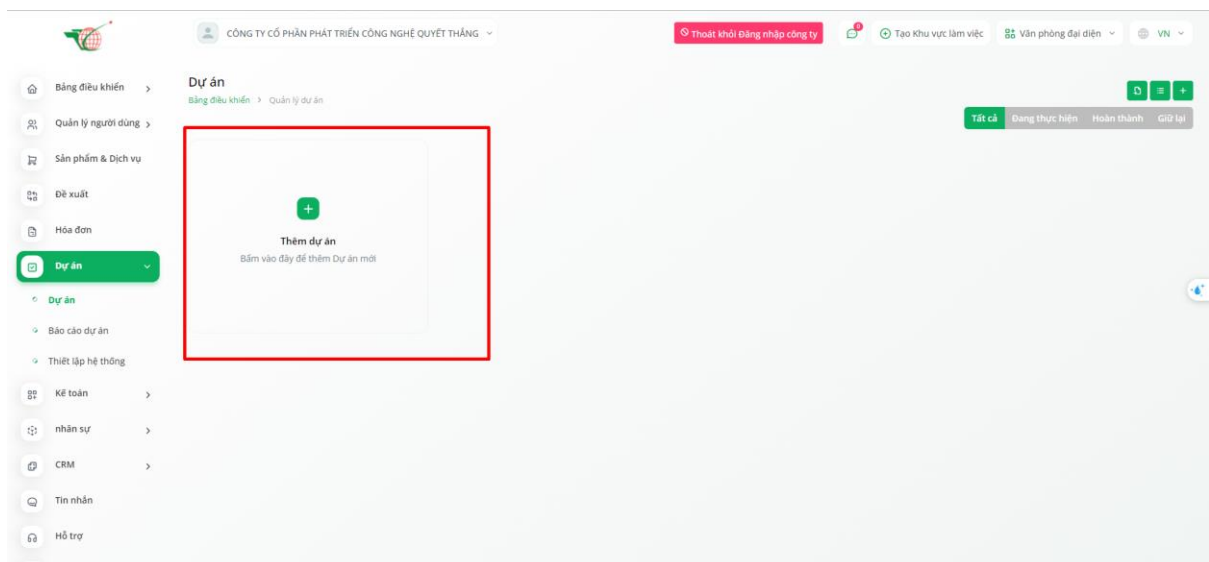 CÔNG TY CỔ PHẦN PHÁT TRIỂN CÔNG NGHỆ QUYẾT THẮNG
Thoát khỏi Đăng nhập công ty
0
Tạo Khu vực làm việc
Văn phòng đại diện
VN
Bảng điều khiển
Quản lý người dùng
Sản phẩm & Dịch vụ
Đề xuất
Hóa đơn
Dự án
Dự án
Báo cáo dự án
Thiết lập hệ thống
Kế toán
nhân sự
CRM
Tin nhắn
Hỗ trợ
Dự án
Bảng điều khiển > Quản lý dự án
Tất cả Đang thực hiện Hoàn thành Giữ lại
Thêm dự án
Bấm vào đây để thêm Dự án mới